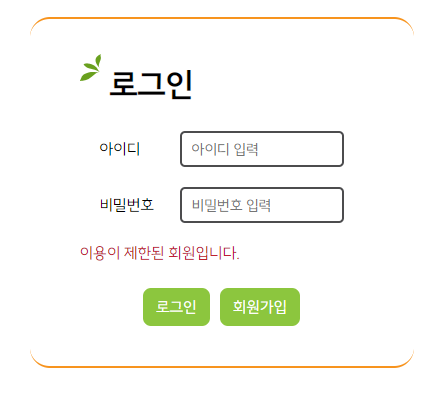 로그인
아이디 아이디 입력
비밀번호 비밀번호 입력
이용이 제한된 회원입니다.
로그인 회원가입